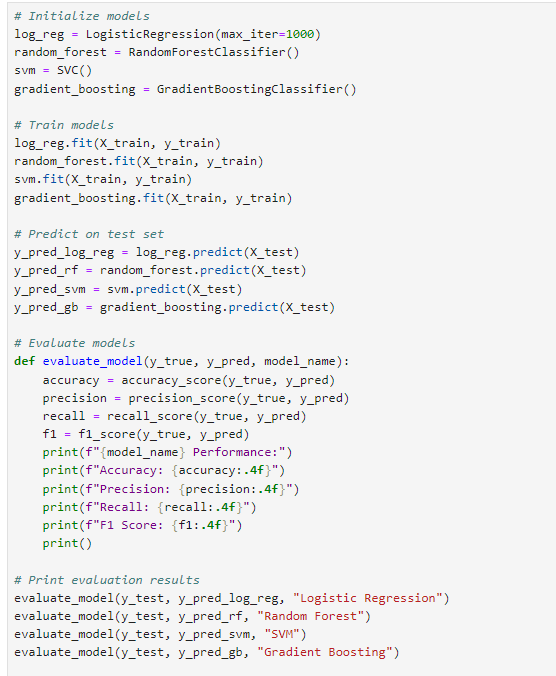 # Initialize models
log_reg = LogisticRegression(max_iter=1000)
random_forest = RandomForestClassifier()
svm = SVC()
gradient_boosting = GradientBoostingClassifier()

# Train models
log_reg.fit(X_train, y_train)
random_forest.fit(X_train, y_train)
svm.fit(X_train, y_train)
gradient_boosting.fit(X_train, y_train)

# Predict on test set
y_pred_log_reg = log_reg.predict(X_test)
y_pred_rf = random_forest.predict(X_test)
y_pred_svm = svm.predict(X_test)
y_pred_gb = gradient_boosting.predict(X_test)

# Evaluate models
def evaluate_model(y_true, y_pred, model_name):
    accuracy = accuracy_score(y_true, y_pred)
    precision = precision_score(y_true, y_pred)
    recall = recall_score(y_true, y_pred)
    f1 = f1_score(y_true, y_pred)
    print(f"{model_name} Performance:")
    print(f"Accuracy: {accuracy:.4f}")
    print(f"Precision: {precision:.4f}")
    print(f"Recall: {recall:.4f}")
    print(f"F1 Score: {f1:.4f}")
    print()

# Print evaluation results
evaluate_model(y_test, y_pred_log_reg, "Logistic Regression")
evaluate_model(y_test, y_pred_rf, "Random Forest")
evaluate_model(y_test, y_pred_svm, "SVM")
evaluate_model(y_test, y_pred_gb, "Gradient Boosting")